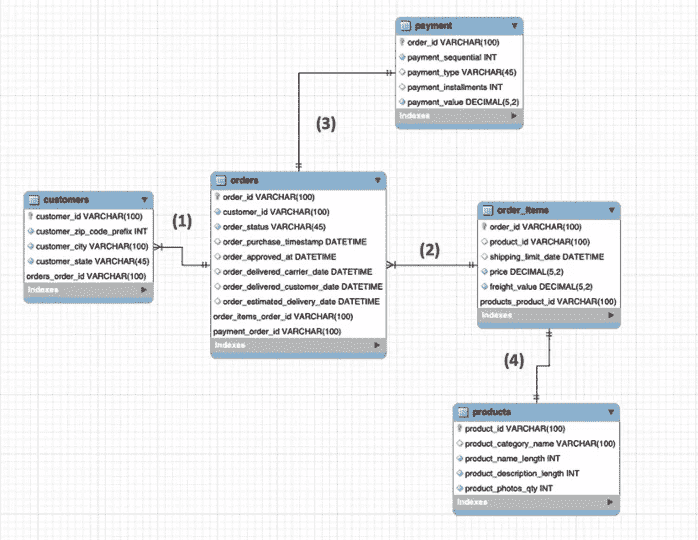 payment
order_id VARCHAR(100)
payment_sequential INT
payment_type VARCHAR(45)
payment_installments INT
payment_value DECIMAL(5,2)
Indexes
(3)
orders
order_id VARCHAR(100)
customer_id VARCHAR(100)
order_status VARCHAR(45)
order_purchase_timestamp DATETIME
order_approved_at DATETIME
order_delivered_carrier_date DATETIME
order_delivered_customer_date DATETIME
order_estimated_delivery_date DATETIME
order_items_order_id VARCHAR(100)
payment_order_id VARCHAR(100)
Indexes
customers
customer_id VARCHAR(100)
customer_zip_code_prefix INT
customer_city VARCHAR(100)
customer_state VARCHAR(45)
orders_order_id VARCHAR(100)
Indexes
(1)
(2)
order_items
order_id VARCHAR(100)
product_id VARCHAR(100)
shipping_limit_date DATETIME
price DECIMAL(5,2)
freight_value DECIMAL(5,2)
products_product_id VARCHAR(100)
Indexes
(4)
products
product_id VARCHAR(100)
product_category_name VARCHAR(100)
product_name_length INT
product_description_length INT
product_photos_qty INT
Indexes